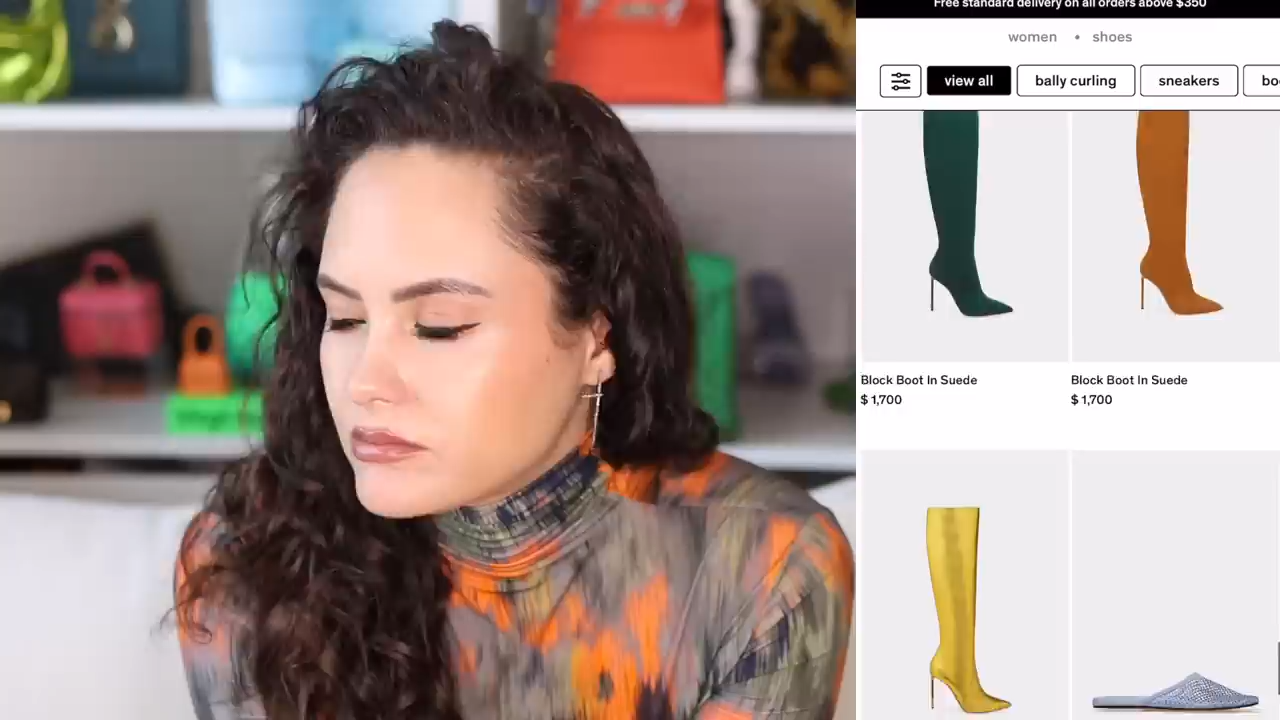 Free standard delivery on all orders above $350
women • shoes
view all
bally curling
sneakers
bo
Block Boot In Suede
$ 1,700
Block Boot In Suede
$ 1,700